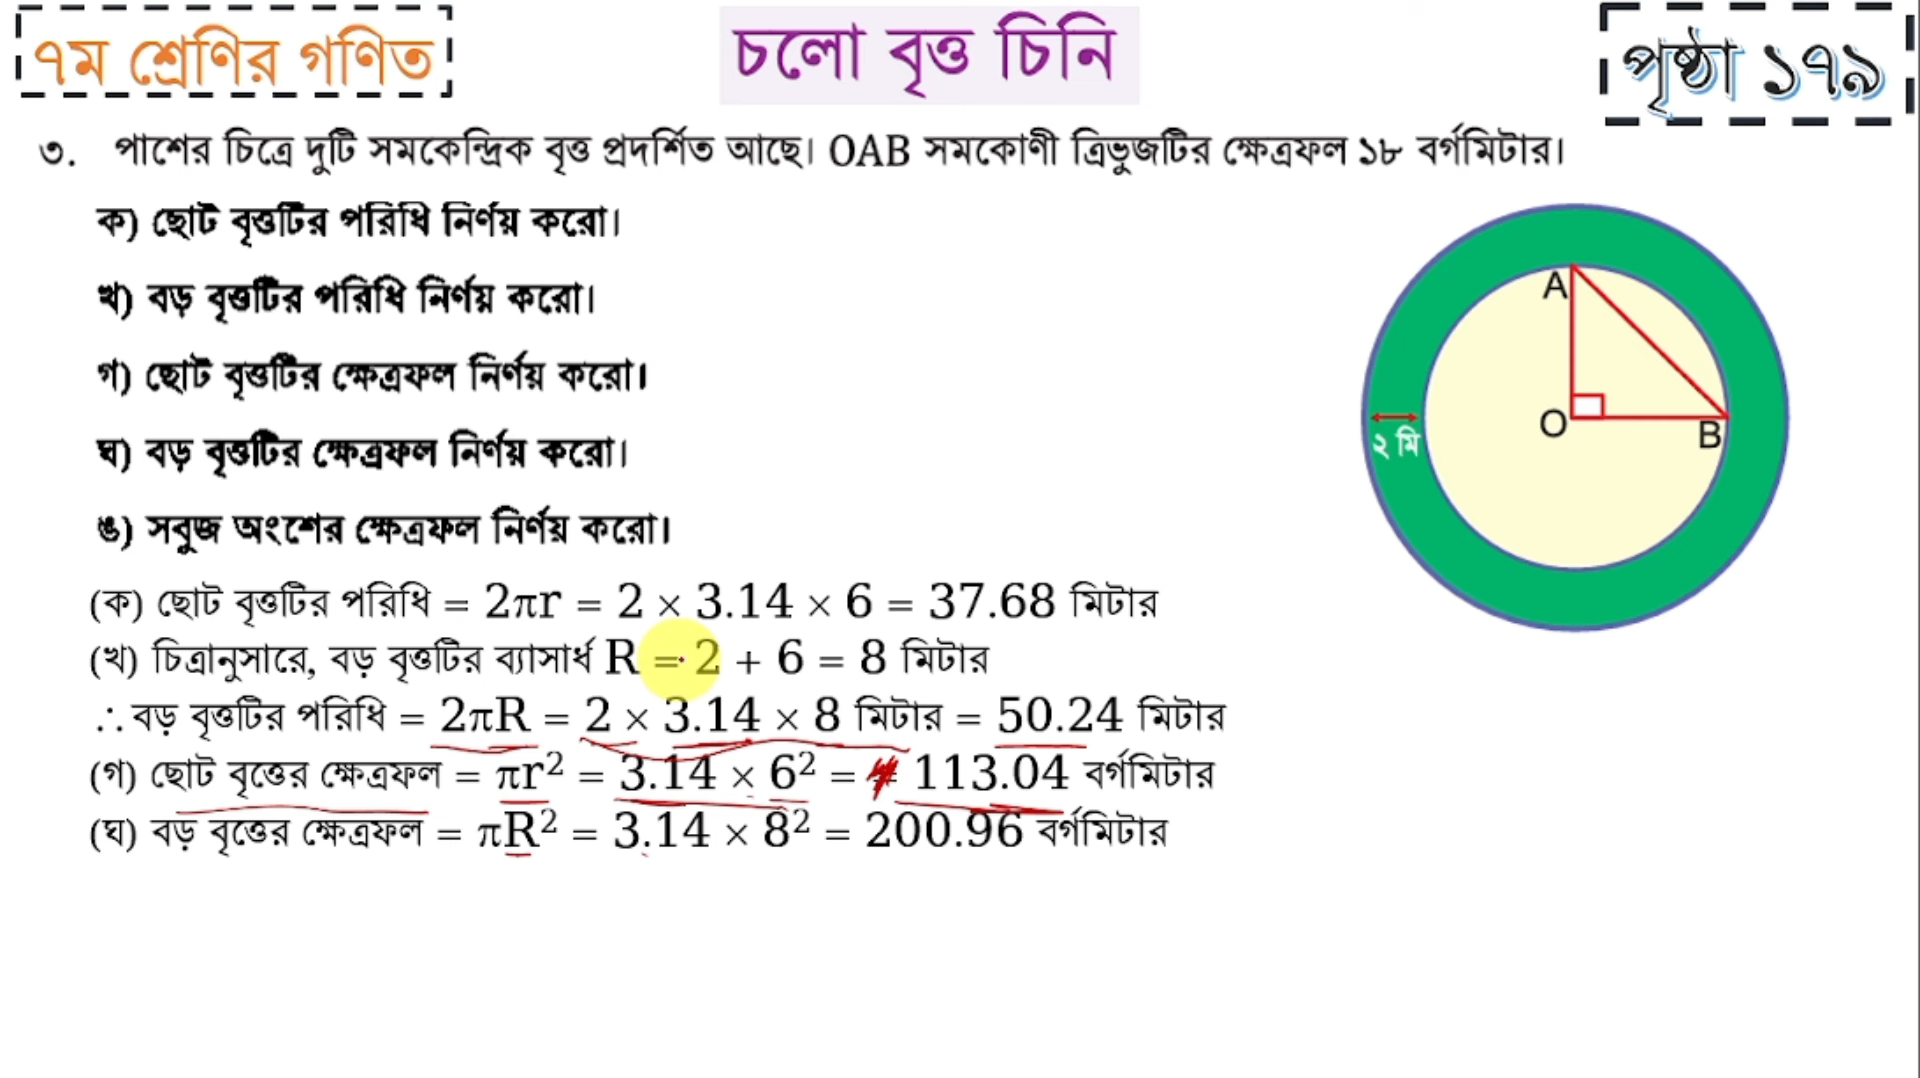 ৭ম শ্রেণির গণিত
চলো বৃত্ত চিনি
পৃষ্ঠা ১৭৯
৩. পাশের চিত্রে দুটি সমকেন্দ্রিক বৃত্ত প্রদর্শিত আছে। OAB সমকোণী ত্রিভুজটির ক্ষেত্রফল ১৮ বর্গমিটার।
ক) ছোট বৃত্তটির পরিধি নির্ণয় করো।
খ) বড় বৃত্তটির পরিধি নির্ণয় করো।
গ) ছোট বৃত্তটির ক্ষেত্রফল নির্ণয় করো।
ঘ) বড় বৃত্তটির ক্ষেত্রফল নির্ণয় করো।
ঙ) সবুজ অংশের ক্ষেত্রফল নির্ণয় করো।
A
O
B
২ মি
(ক) ছোট বৃত্তটির পরিধি = 2πr = 2 × 3.14 × 6 = 37.68 মিটার
(খ) চিত্রানুসারে, বড় বৃত্তটির ব্যাসার্ধ R = 2 + 6 = 8 মিটার
∴ বড় বৃত্তটির পরিধি = 2πR = 2 × 3.14 × 8 মিটার = 50.24 মিটার
(গ) ছোট বৃত্তের ক্ষেত্রফল = πr² = 3.14 × 6² = 113.04 বর্গমিটার
(ঘ) বড় বৃত্তের ক্ষেত্রফল = πR² = 3.14 × 8² = 200.96 বর্গমিটার